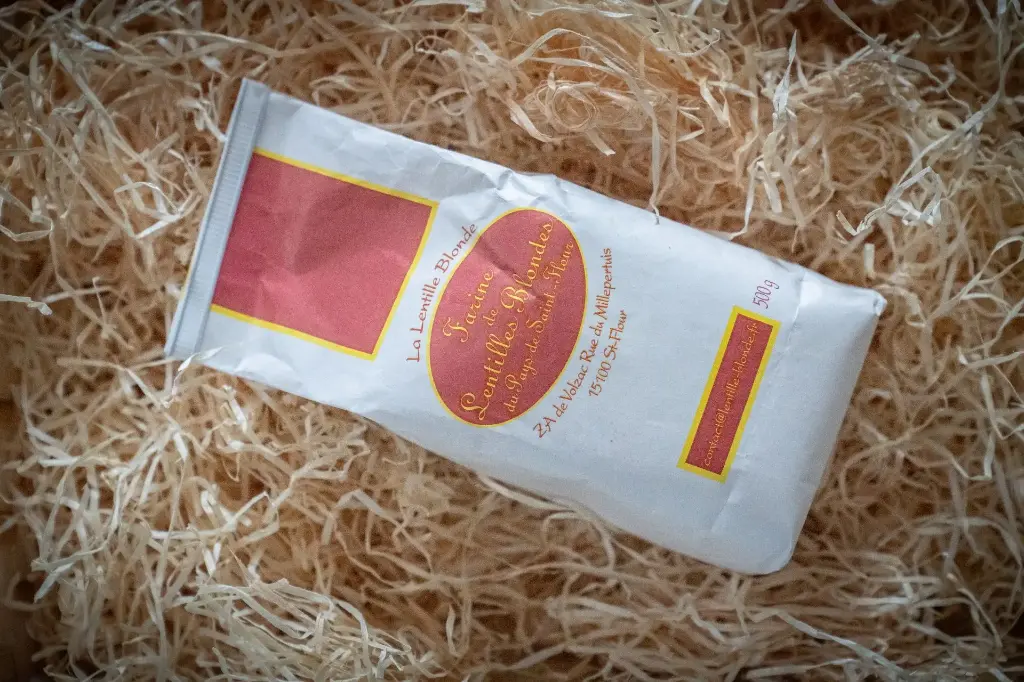 La Lentille Blonde
Farine
de
Lentilles Blondes
du Pays de Saint-Flour
ZA de Volzac Rue du Millepertuis
15100 St-Flour
500g
contact@lentille-blonde.fr